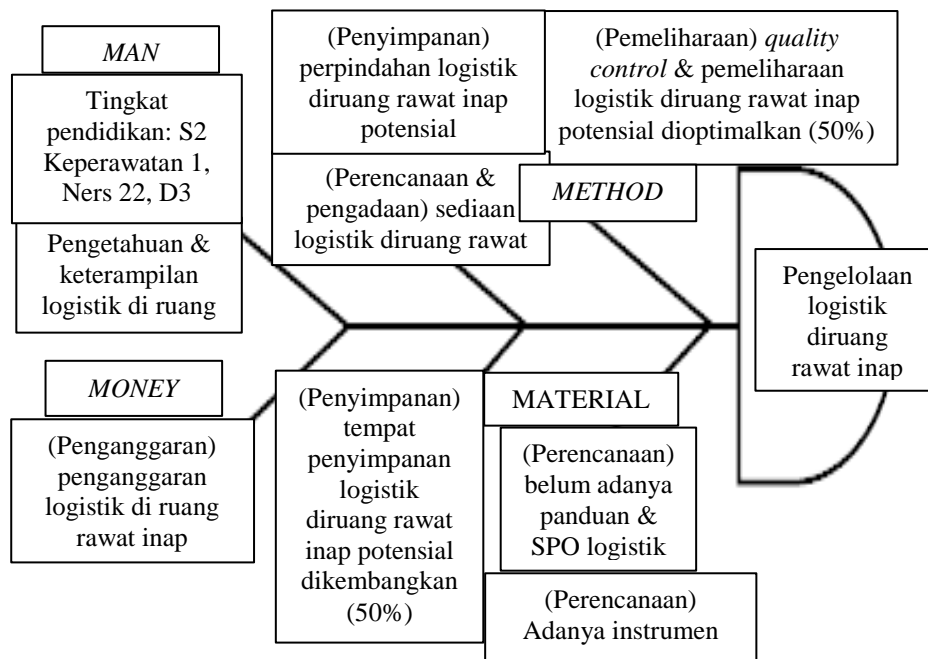 MAN
Tingkat
pendidikan: S2
Keperawatan 1,
Ners 22, D3
Pengetahuan &
keterampilan
logistik di ruang
(Penyimpanan)
perpindahan logistik
diruang rawat inap
potensial
(Perencanaan &
pengadaan) sediaan
logistik diruang rawat
(Pemeliharaan) quality
control & pemeliharaan
logistik diruang rawat inap
potensial dioptimalkan (50%)
METHOD
Pengelolaan
logistik
diruang
rawat inap
MONEY
(Penganggaran)
penganggaran
logistik di ruang
rawat inap
(Penyimpanan)
tempat
penyimpanan
logistik
diruang rawat
inap potensial
dikembangkan
(50%)
MATERIAL
(Perencanaan)
belum adanya
panduan &
SPO logistik
(Perencanaan)
Adanya instrumen